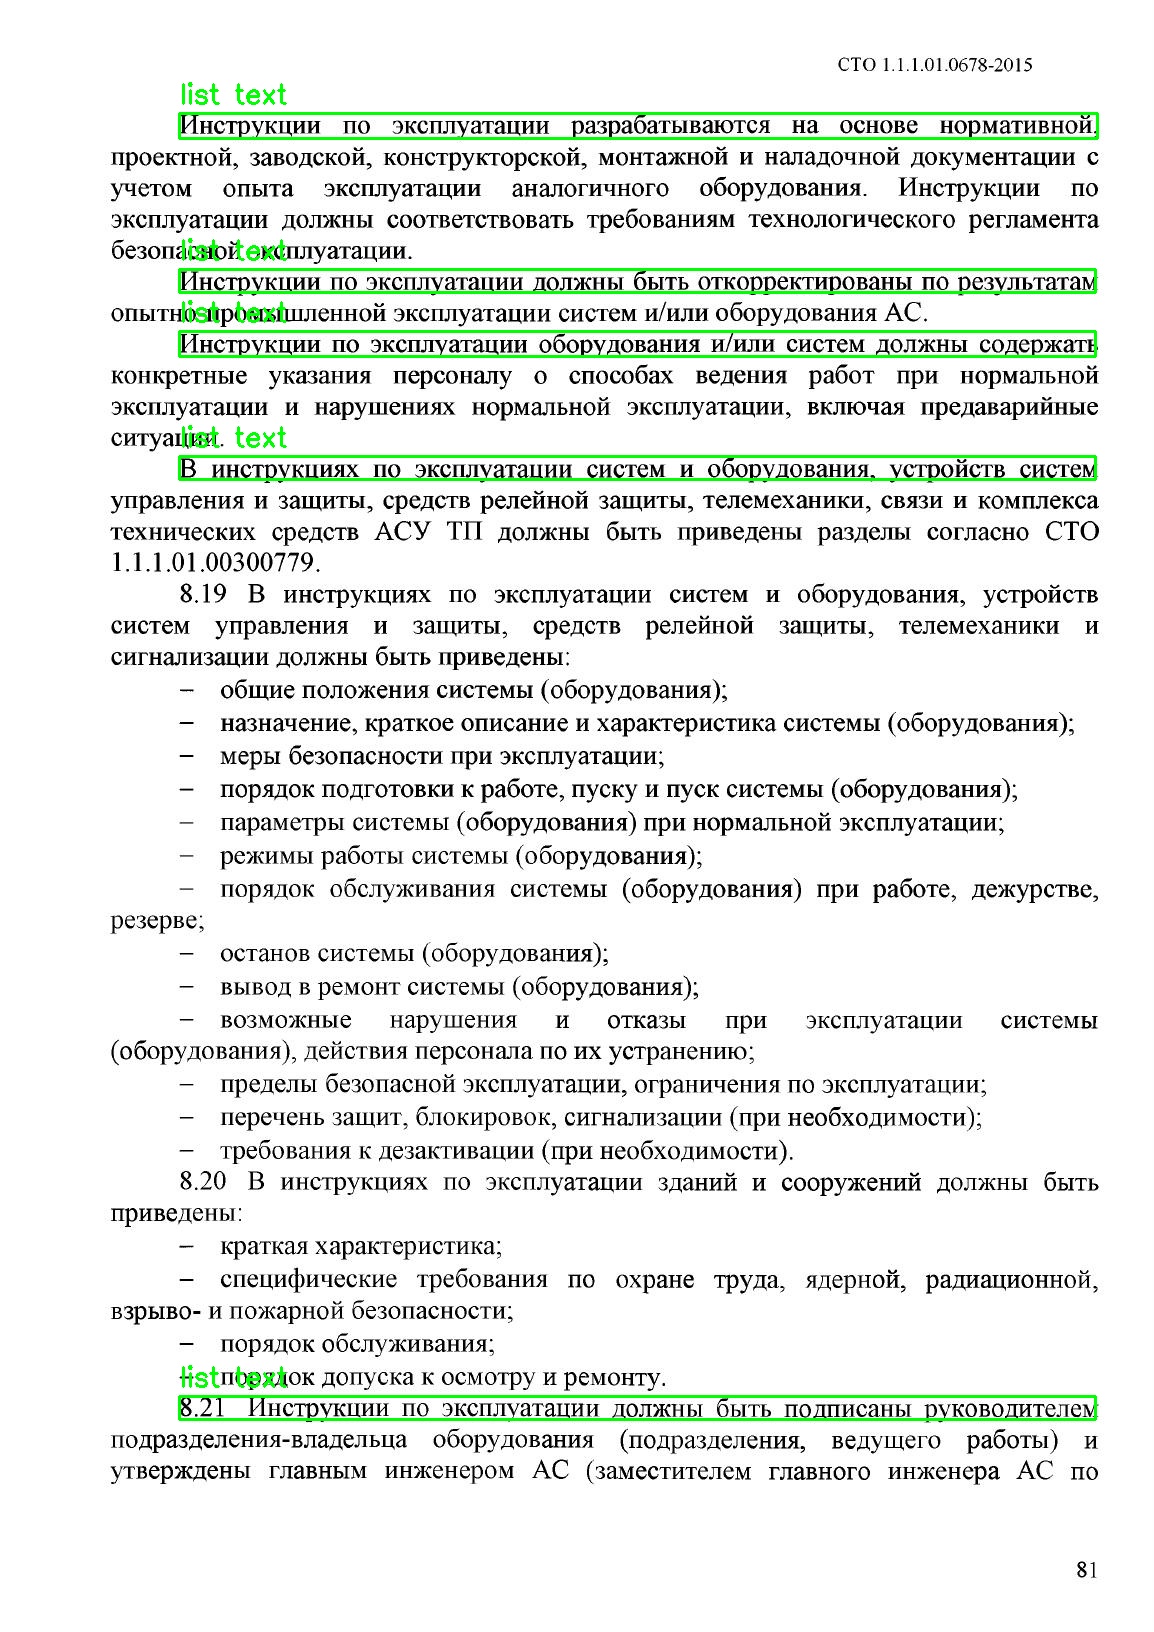 СТО 1.1.1.01.0678-2015
list text
Инструкции по эксплуатации разрабатываются на основе нормативной,
проектной, заводской, конструкторской, монтажной и наладочной документации с
учетом опыта эксплуатации аналогичного оборудования. Инструкции по
эксплуатации должны соответствовать требованиям технологического регламента
безопасной эксплуатации.
list text
Инструкции по эксплуатации должны быть откорректированы по результатам
опытно-промышленной эксплуатации систем и/или оборудования АС.
list text
Инструкции по эксплуатации оборудования и/или систем должны содержать
конкретные указания персоналу о способах ведения работ при нормальной
эксплуатации и нарушениях нормальной эксплуатации, включая предаварийные
ситуации.
list text
В инструкциях по эксплуатации систем и оборудования, устройств систем
управления и защиты, средств релейной защиты, телемеханики, связи и комплекса
технических средств АСУ ТП должны быть приведены разделы согласно СТО
1.1.1.01.00300779.
8.19 В инструкциях по эксплуатации систем и оборудования, устройств
систем управления и защиты, средств релейной защиты, телемеханики и
сигнализации должны быть приведены:
– общие положения системы (оборудования);
– назначение, краткое описание и характеристика системы (оборудования);
– меры безопасности при эксплуатации;
– порядок подготовки к работе, пуску и пуск системы (оборудования);
– параметры системы (оборудования) при нормальной эксплуатации;
– режимы работы системы (оборудования);
– порядок обслуживания системы (оборудования) при работе, дежурстве,
резерве;
– останов системы (оборудования);
– вывод в ремонт системы (оборудования);
– возможные нарушения и отказы при эксплуатации системы
(оборудования), действия персонала по их устранению;
– пределы безопасной эксплуатации, ограничения по эксплуатации;
– перечень защит, блокировок, сигнализации (при необходимости);
– требования к дезактивации (при необходимости).
8.20 В инструкциях по эксплуатации зданий и сооружений должны быть
приведены:
– краткая характеристика;
– специфические требования по охране труда, ядерной, радиационной,
взрыво- и пожарной безопасности;
– порядок обслуживания;
– порядок допуска к осмотру и ремонту.
list text
8.21 Инструкции по эксплуатации должны быть подписаны руководителем
подразделения-владельца оборудования (подразделения, ведущего работы) и
утверждены главным инженером АС (заместителем главного инженера АС по
81